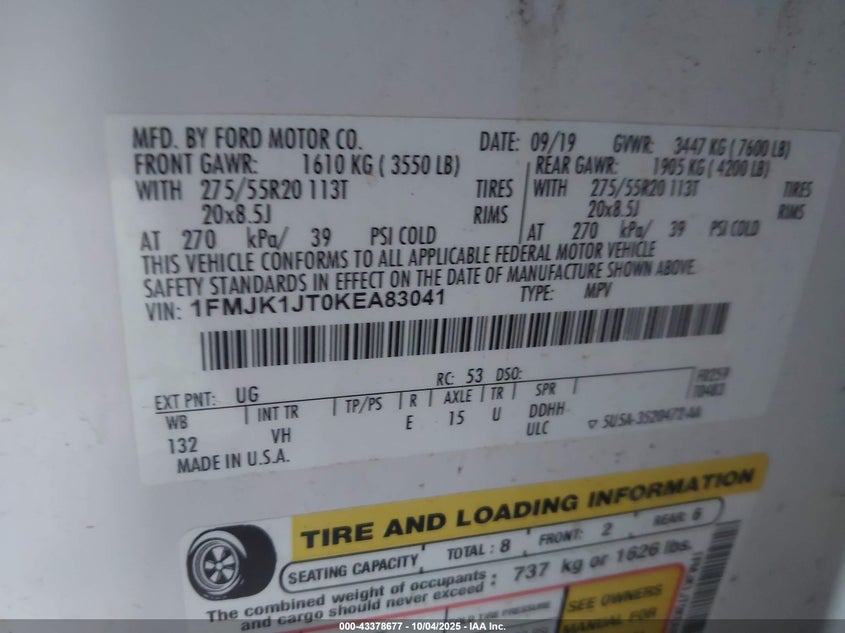 MFD. BY FORD MOTOR CO. DATE: 09/19 GVWR: 3447 KG ( 7600 LB)
FRONT GAWR: 1610 KG ( 3550 LB) REAR GAWR: 1905 KG ( 4200 LB)
WITH 275/55R20 113T TIRES WITH 275/55R20 113T TIRES
20x8.5J RIMS 20x8.5J RIMS
AT 270 kPa/ 39 PSI COLD AT 270 kPa/ 39 PSI COLD
THIS VEHICLE CONFORMS TO ALL APPLICABLE FEDERAL MOTOR VEHICLE
SAFETY STANDARDS IN EFFECT ON THE DATE OF MANUFACTURE SHOWN ABOVE.
VIN: 1FMJK1JT0KEA83041 TYPE: MPV
EXT PNT: UG RC: 53 DSO:
WB INT TR TP/PS R AXLE TR SPR
132 VH E 15 U DDHH
ULC
MADE IN U.S.A.
TIRE AND LOADING INFORMATION
SEATING CAPACITY TOTAL : 8 FRONT: 2 REAR: 6
The combined weight of occupants
and cargo should never exceed : 737 kg or 1626 lbs.
SEE OWNERS
MANUAL FOR
000-43378677 - 10/04/2025 - IAA Inc.